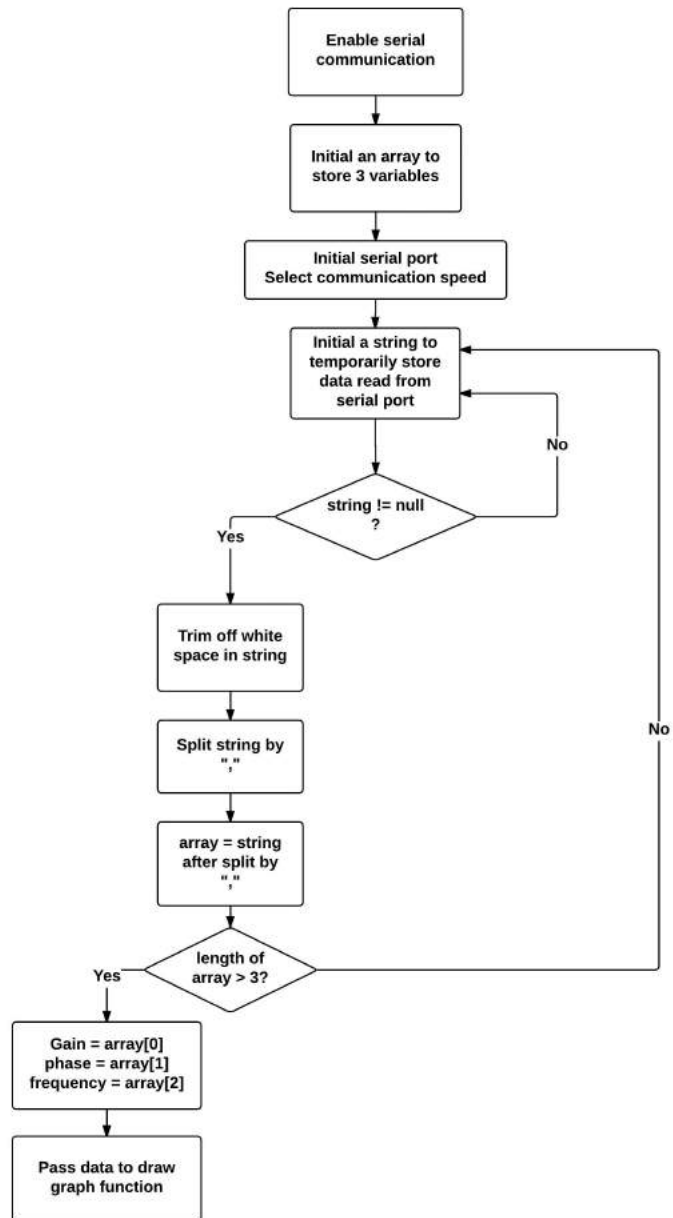 Enable serial
communication
Initial an array to
store 3 variables
Initial serial port
Select communication speed
Initial a string to
temporarily store
data read from
serial port
No
string != null
?
Yes
Trim off white
space in string
No
Split string by
","
array = string
after split by
","
length of
array > 3?
Yes
Gain = array[0]
phase = array[1]
frequency = array[2]
Pass data to draw
graph function